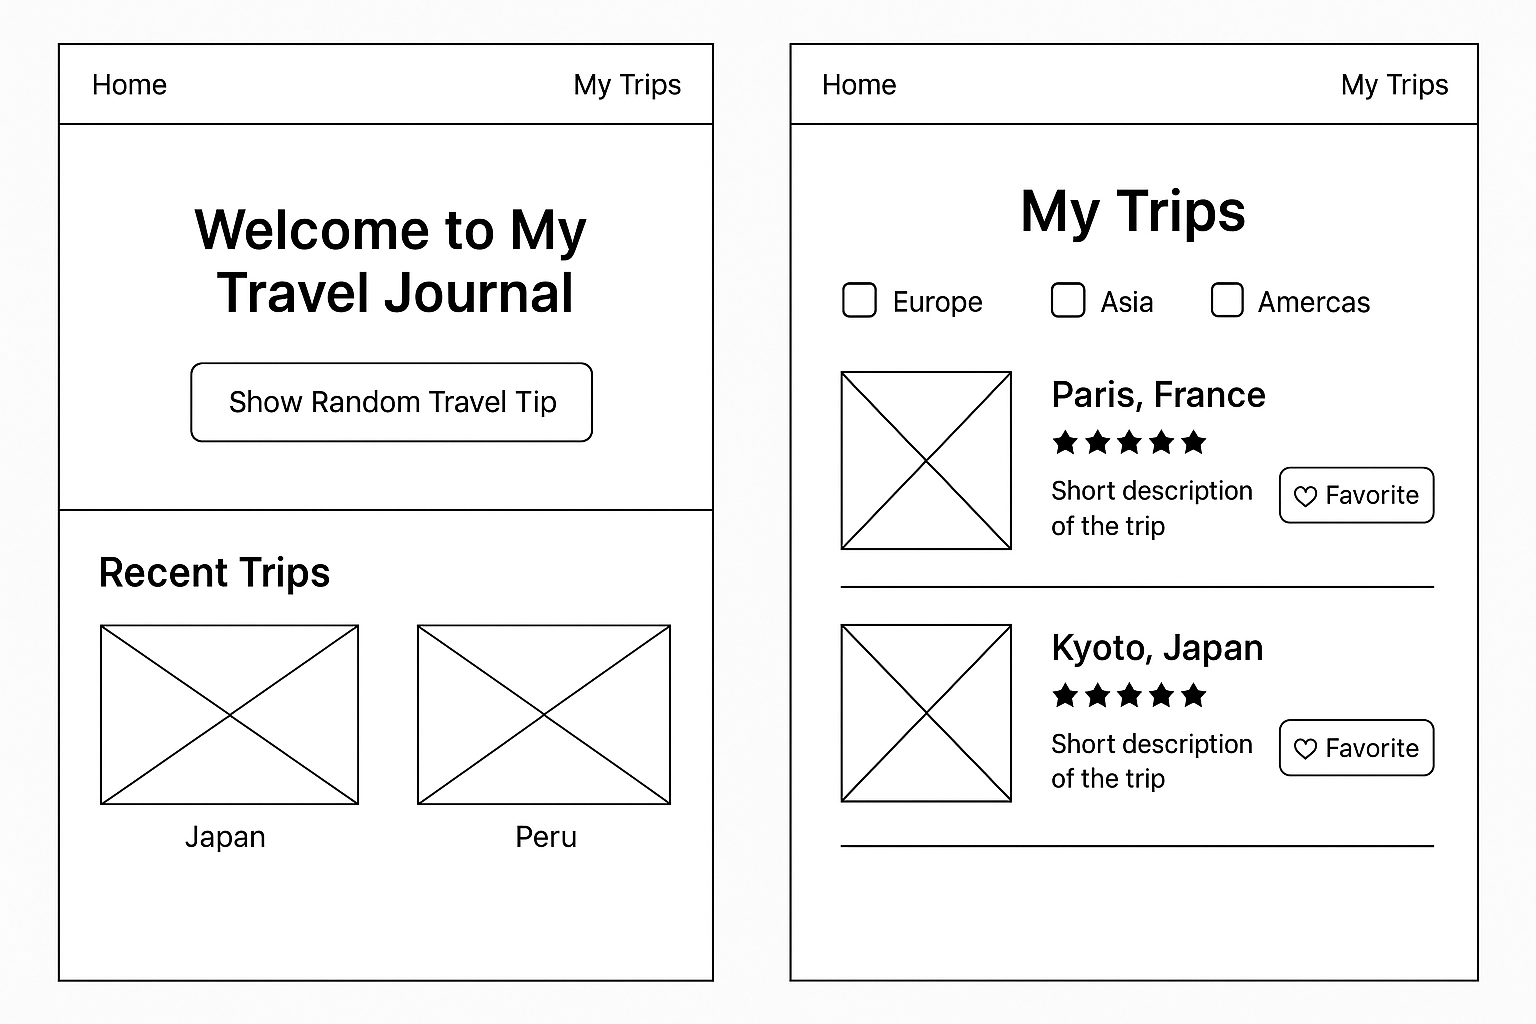 Home
My Trips
Welcome to My
Travel Journal
Show Random Travel Tip
Recent Trips
Japan
Peru
Home
My Trips
My Trips
Europe
Asia
Amercas
Paris, France
Short description
of the trip
Favorite
Kyoto, Japan
Short description
of the trip
Favorite